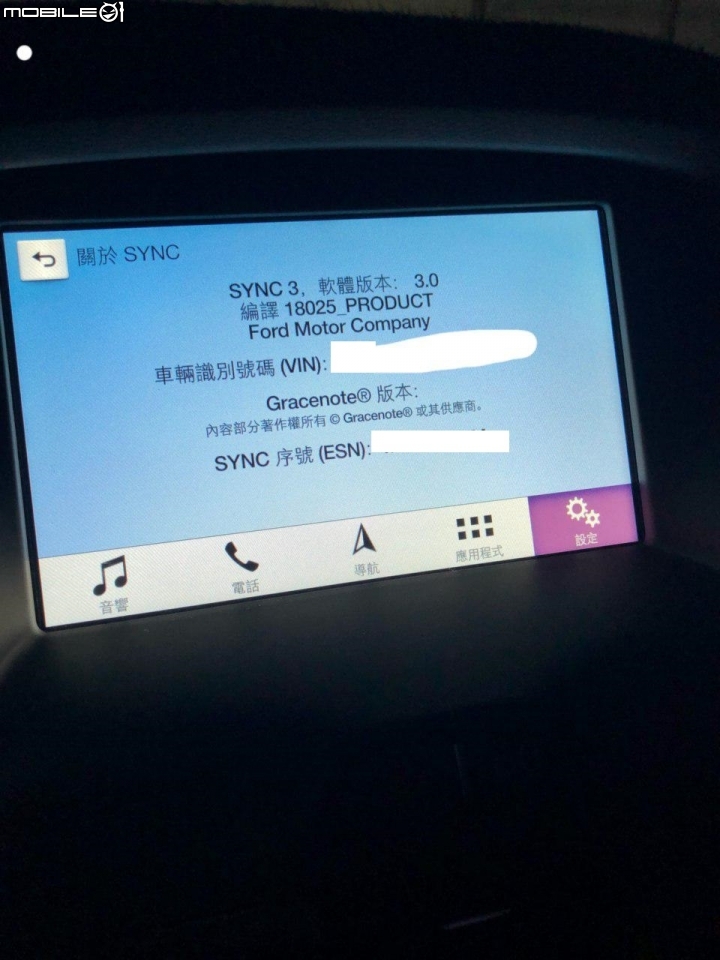 MOBILE01
關於 SYNC
SYNC 3, 軟體版本: 3.0
編譯 18025_PRODUCT
Ford Motor Company
車輛識別號碼 (VIN):
Gracenote® 版本:
內容部分著作權所有 © Gracenote® 或其供應商。
SYNC 序號 (ESN):
音響
電話
導航
應用程式
設定